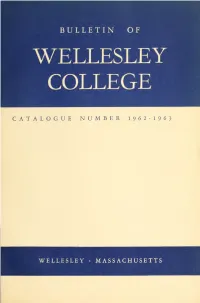 BULLETIN OF
WELLESLEY
COLLEGE
CATALOGUE NUMBER 1962-1963
WELLESLEY • MASSACHUSETTS